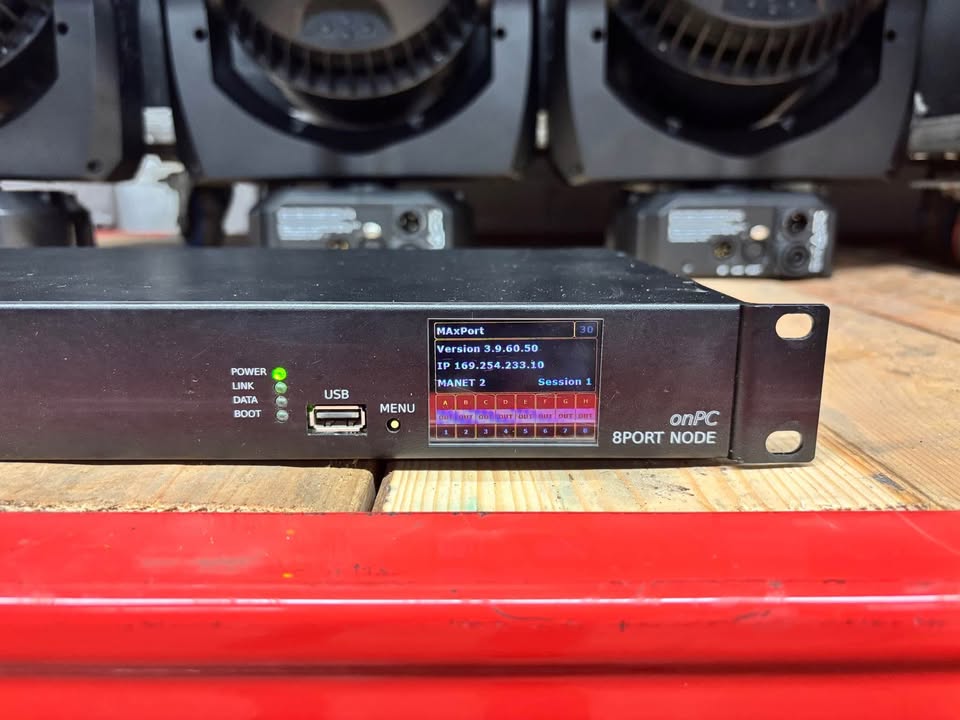 POWER
LINK
DATA
BOOT
USB
MENU
MAxPort 30
Version 3.9.60.50
IP 169.254.233.10
MANET 2 Session 1
A B C D E F G H
OUT OUT OUT OUT OUT OUT OUT OUT
1 2 3 4 5 6 7 8
onPC
8PORT NODE